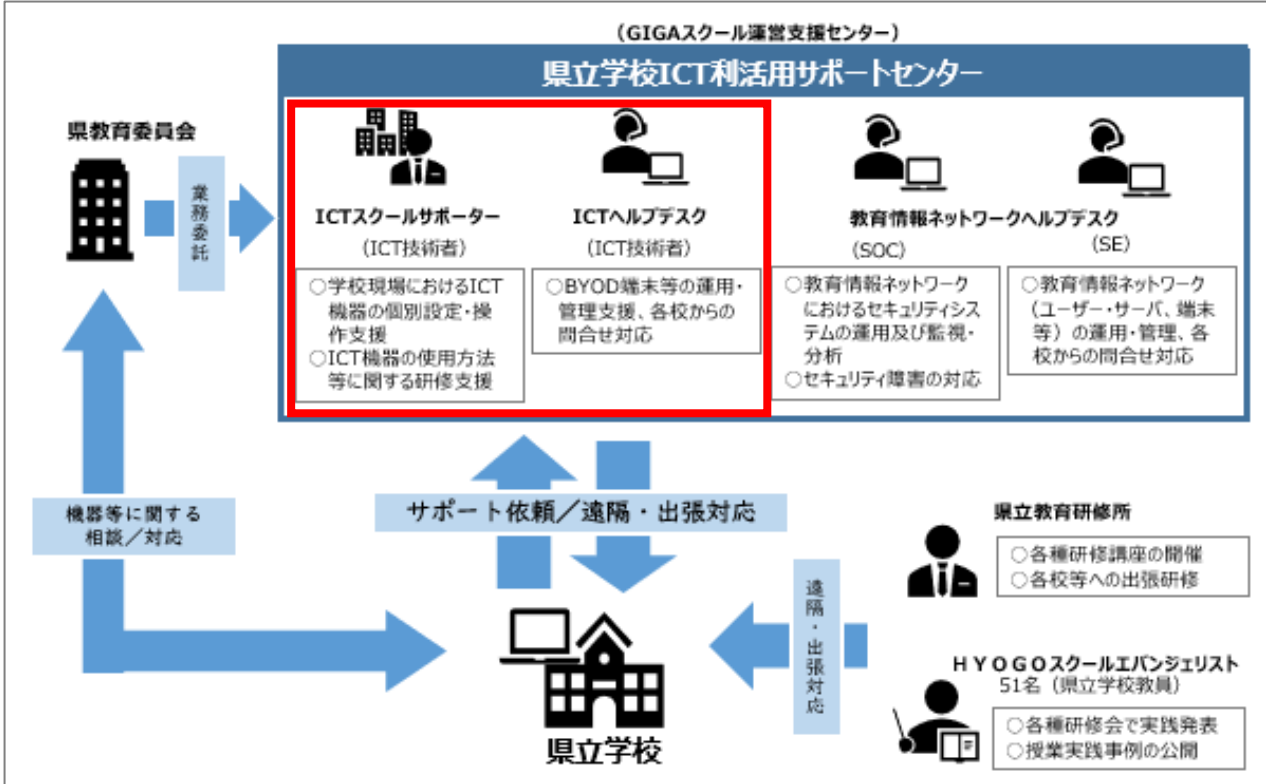 （GIGAスクール運営支援センター）
県立学校ICT利活用サポートセンター
県教育委員会
業務委託
ICTスクールサポーター
（ICT技術者）
○学校現場におけるICT
機器の個別設定・操
作支援
○ICT機器の使用方法
等に関する研修支援
ICTヘルプデスク
（ICT技術者）
○BYOD端末等の運用・
管理支援、各校からの
問合せ対応
教育情報ネットワークヘルプデスク
（SOC）
○教育情報ネットワーク
におけるセキュリティシス
テムの運用及び監視・
分析
○セキュリティ障害の対応
（SE）
○教育情報ネットワーク
（ユーザー・サーバ、端末
等）の運用・管理、各
校からの問合せ対応
機器等に関する
相談／対応
サポート依頼／遠隔・出張対応
県立学校
遠隔・出張対応
県立教育研修所
○各種研修講座の開催
○各校等への出張研修
ＨＹＯＧＯスクールエバンジェリスト
51名（県立学校教員）
○各種研修会で実践発表
○授業実践事例の公開